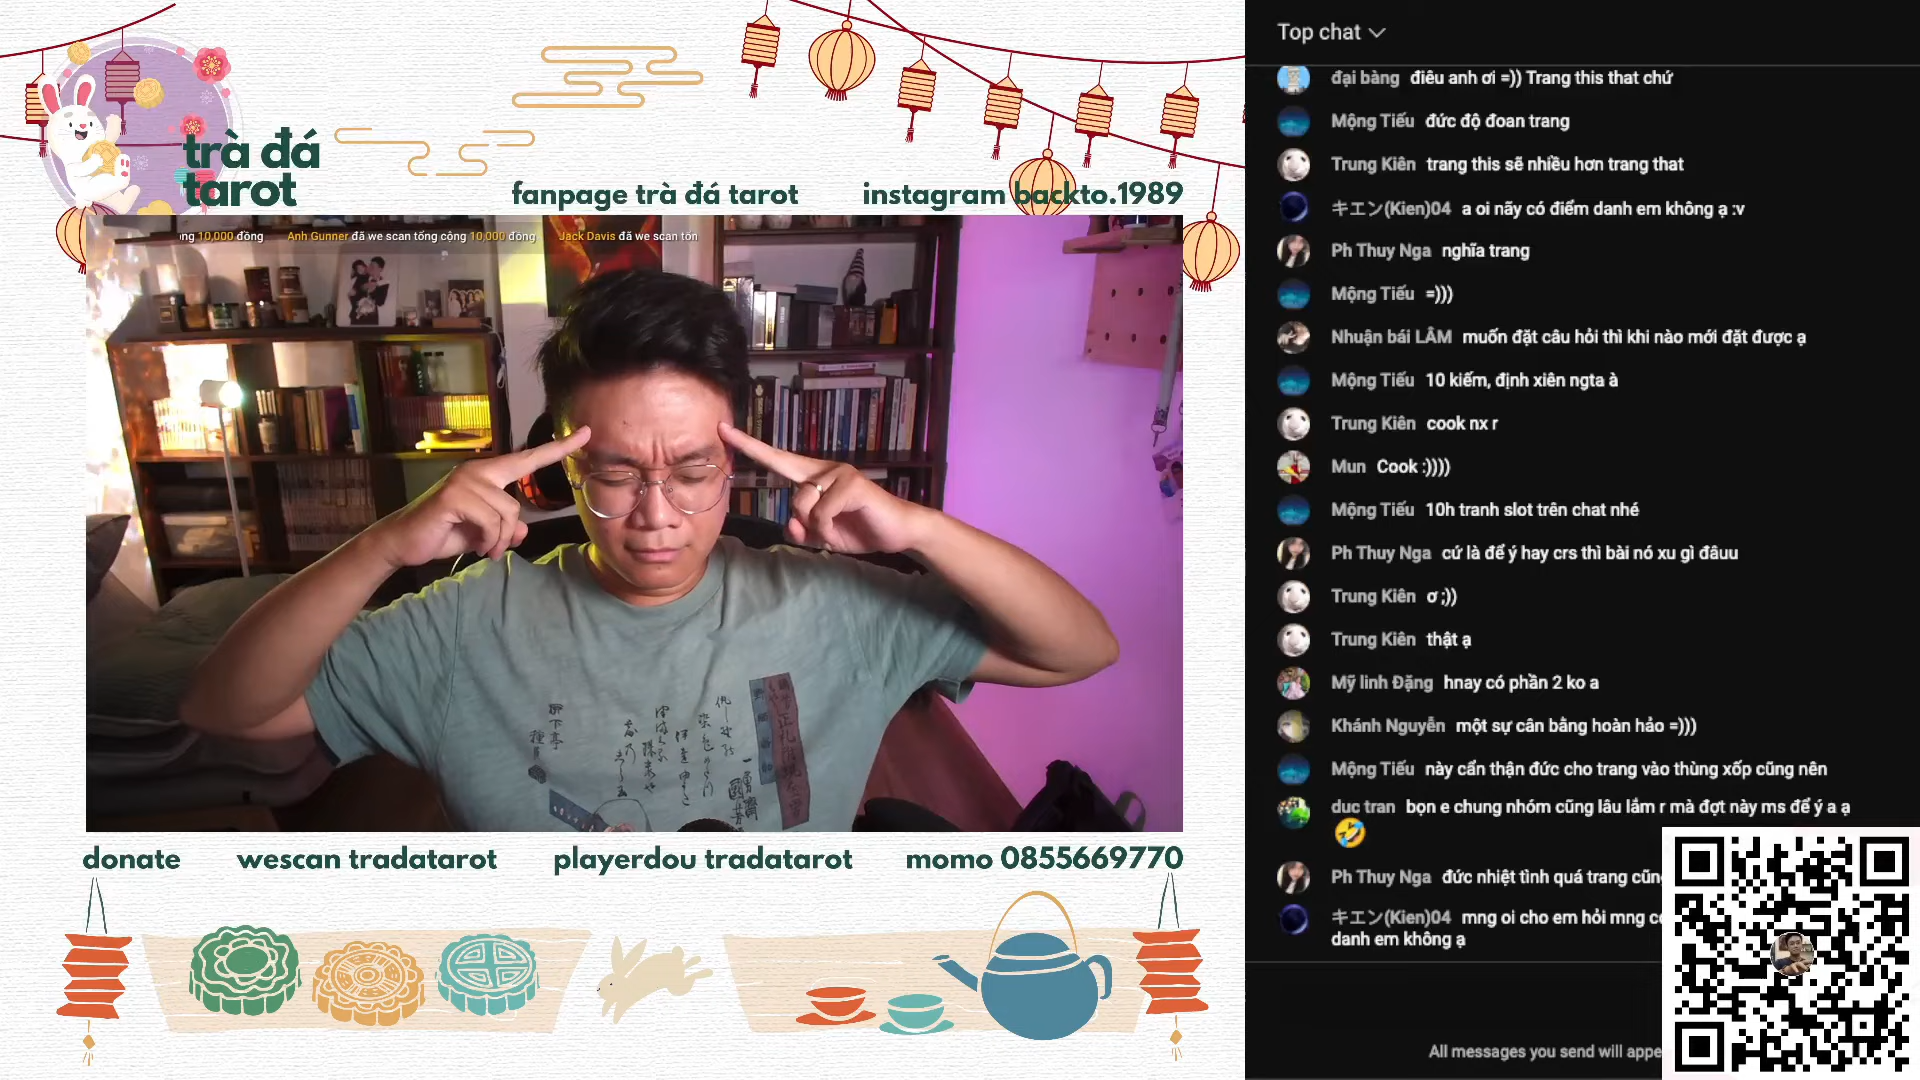 trà đá
tarot
fanpage trà đá tarot
instagram backto.1989
ng 10,000 đồng
Anh Gunner đã we scan tổng cộng 10,000 đồng
Jack Davis đã we scan tổn
donate
wescan tradatarot
playerdou tradatarot
momo 0855669770
Top chat
đại bàng điêu anh ơi =)) Trang this that chứ
Mộng Tiếu đức độ đoan trang
Trung Kiên trang this sẽ nhiều hơn trang that
キエン(Kien)04 a oi nãy có điểm danh em không ạ :v
Ph Thuy Nga nghĩa trang
Mộng Tiếu =)))
Nhuận bái LÂM muốn đặt câu hỏi thì khi nào mới đặt được ạ
Mộng Tiếu 10 kiếm, định xiên ngta à
Trung Kiên cook nx r
Mun Cook :))))
Mộng Tiếu 10h tranh slot trên chat nhé
Ph Thuy Nga cứ là để ý hay crs thì bài nó xu gì đâuu
Trung Kiên ơ ;))
Trung Kiên thật ạ
Mỹ linh Đặng hnay có phần 2 ko a
Khánh Nguyễn một sự cân bằng hoàn hảo =)))
Mộng Tiếu này cẩn thận đức cho trang vào thùng xốp cũng nên
duc tran bọn e chung nhóm cũng lâu lắm r mà đợt này ms để ý a ạ
🤣
Ph Thuy Nga đức nhiệt tình quá trang cũn
キエン(Kien)04 mng oi cho em hỏi mng c
danh em không ạ
All messages you send will appe